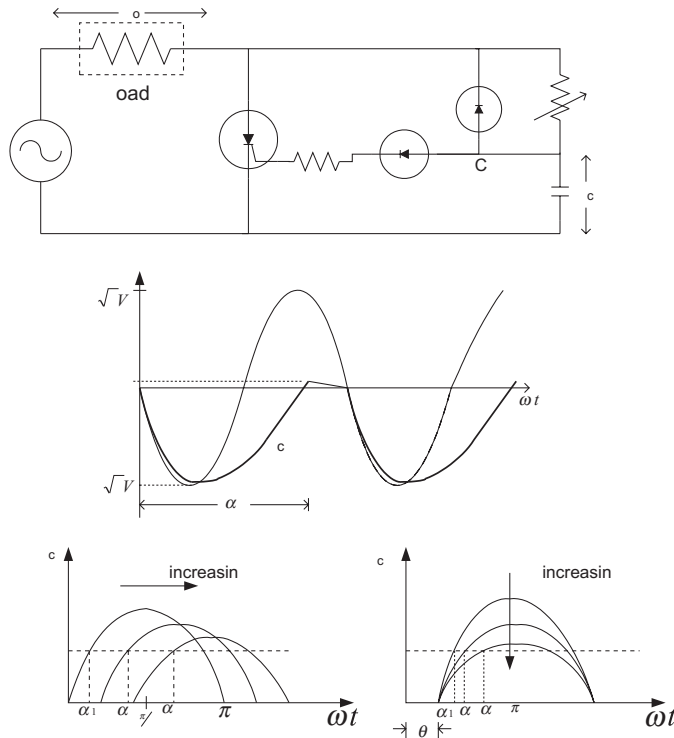 o
oad
C
c
√V
ωt
c
√V
α
c
increasin
α1 α π/ α π ωt
c
increasin
α1 α α π ωt
θ